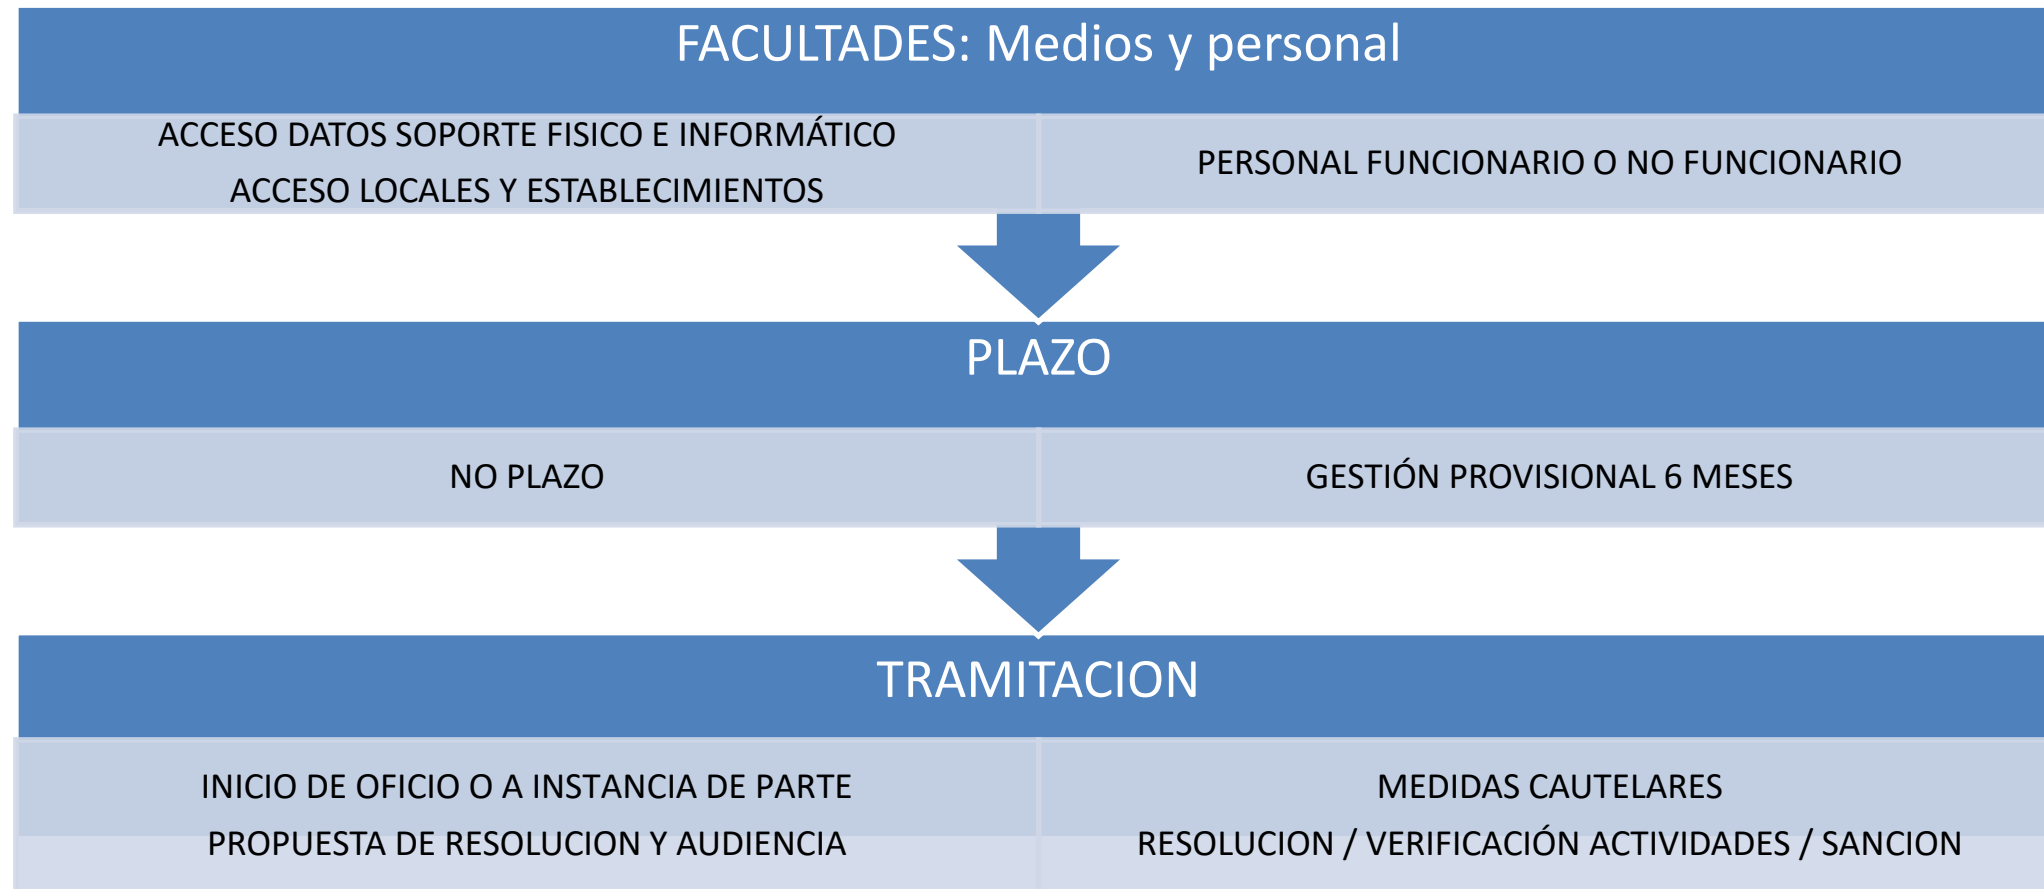 FACULTADES: Medios y personal
ACCESO DATOS SOPORTE FISICO E INFORMÁTICO
ACCESO LOCALES Y ESTABLECIMIENTOS
PERSONAL FUNCIONARIO O NO FUNCIONARIO
PLAZO
NO PLAZO
GESTIÓN PROVISIONAL 6 MESES
TRAMITACION
INICIO DE OFICIO O A INSTANCIA DE PARTE
PROPUESTA DE RESOLUCION Y AUDIENCIA
MEDIDAS CAUTELARES
RESOLUCION / VERIFICACIÓN ACTIVIDADES / SANCION